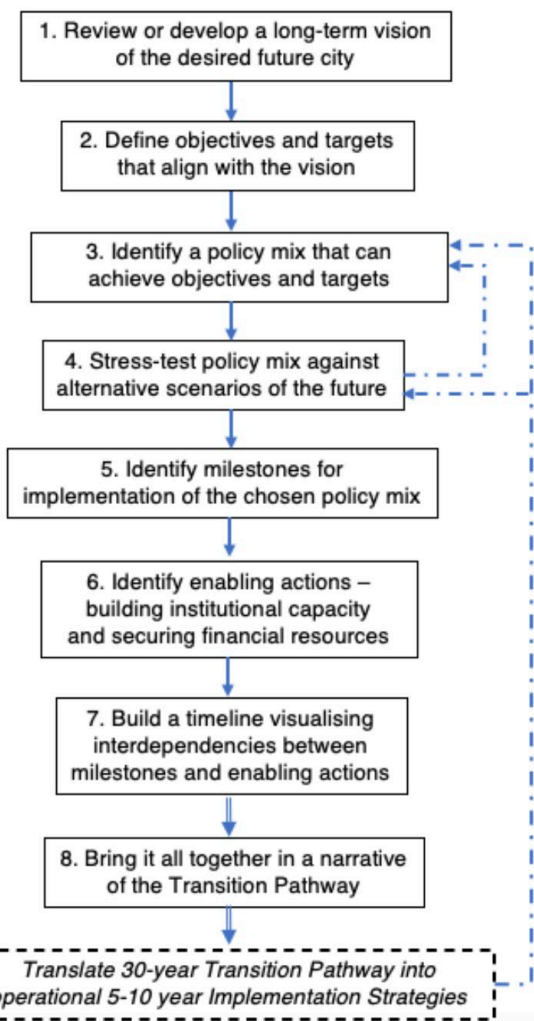 1. Review or develop a long-term vision
of the desired future city
2. Define objectives and targets
that align with the vision
3. Identify a policy mix that can
achieve objectives and targets
4. Stress-test policy mix against
alternative scenarios of the future
5. Identify milestones for
implementation of the chosen policy mix
6. Identify enabling actions –
building institutional capacity
and securing financial resources
7. Build a timeline visualising
interdependencies between
milestones and enabling actions
8. Bring it all together in a narrative
of the Transition Pathway
Translate 30-year Transition Pathway into
perational 5-10 year Implementation Strategies